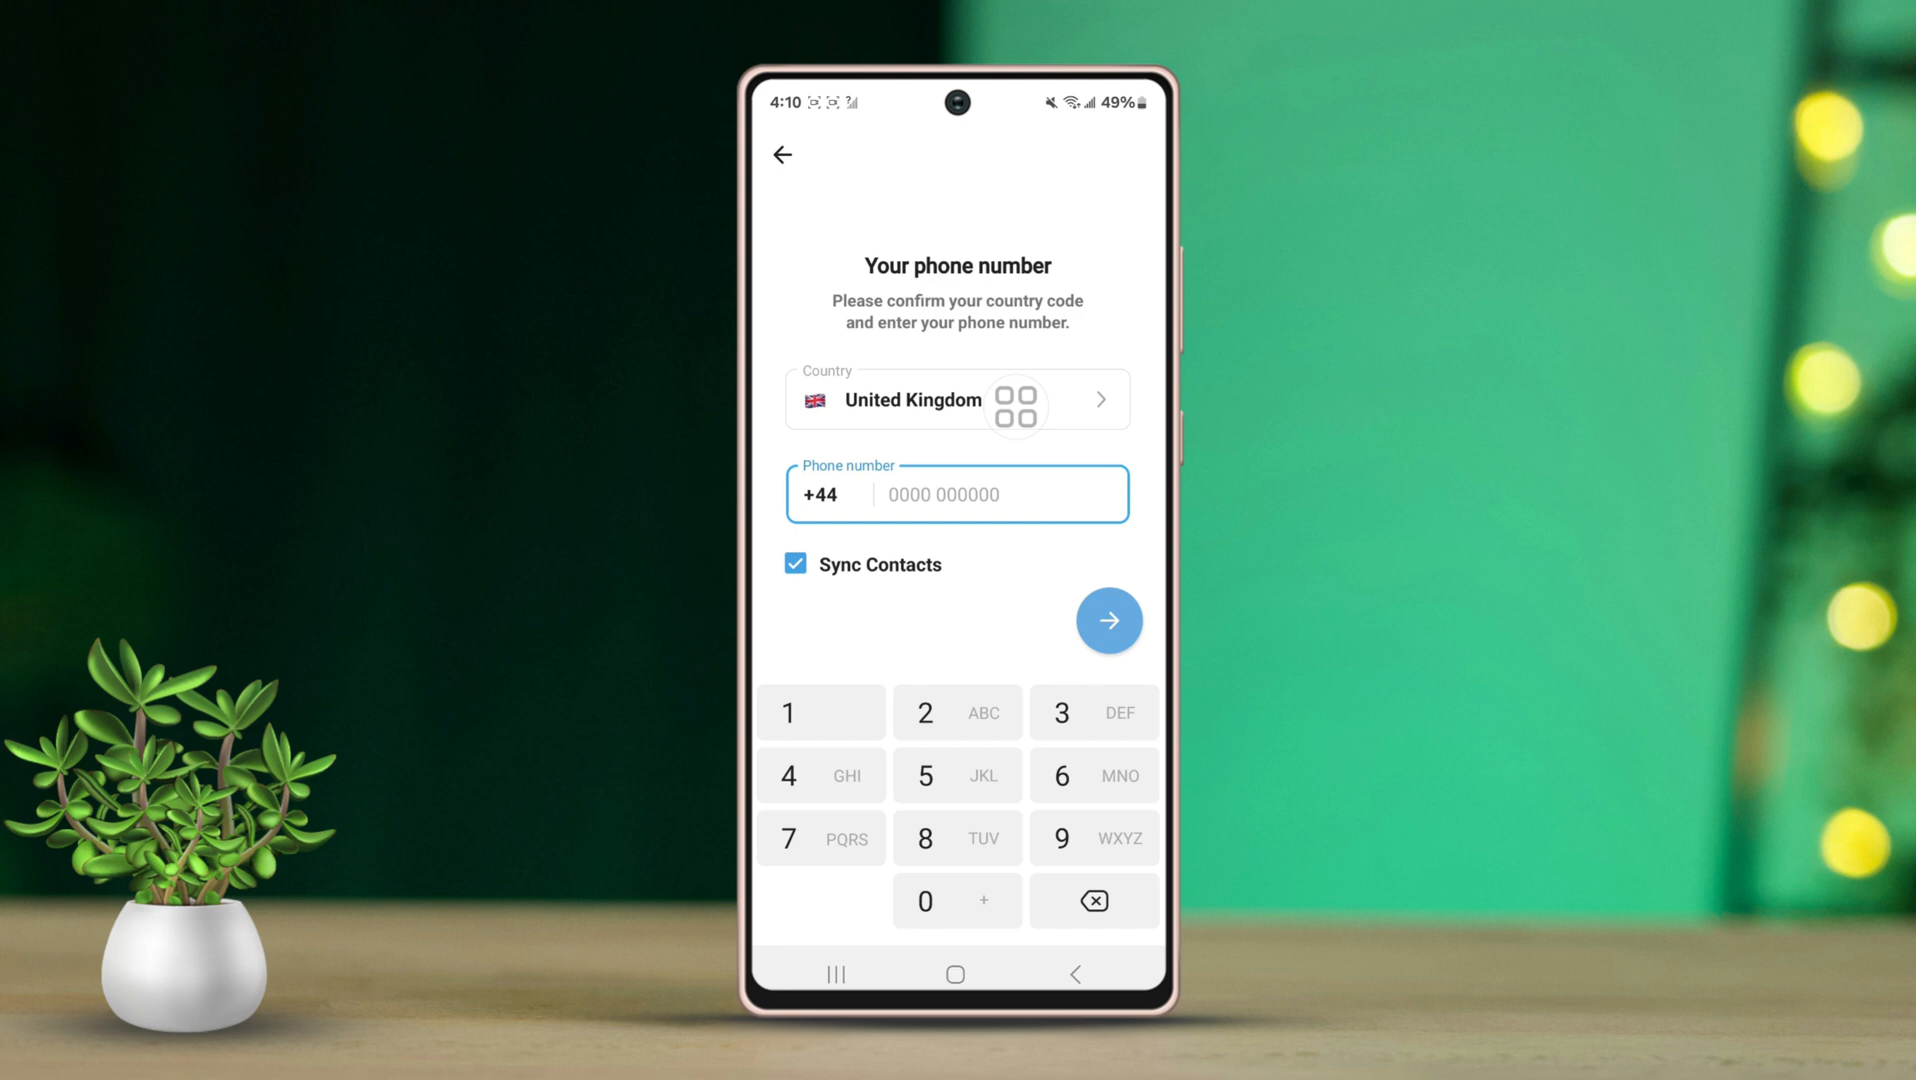 4:10 49%
Your phone number
Please confirm your country code
and enter your phone number.
Country
United Kingdom
Phone number
+44 0000 000000
Sync Contacts
1 2 ABC 3 DEF
4 GHI 5 JKL 6 MNO
7 PQRS 8 TUV 9 WXYZ
0 +